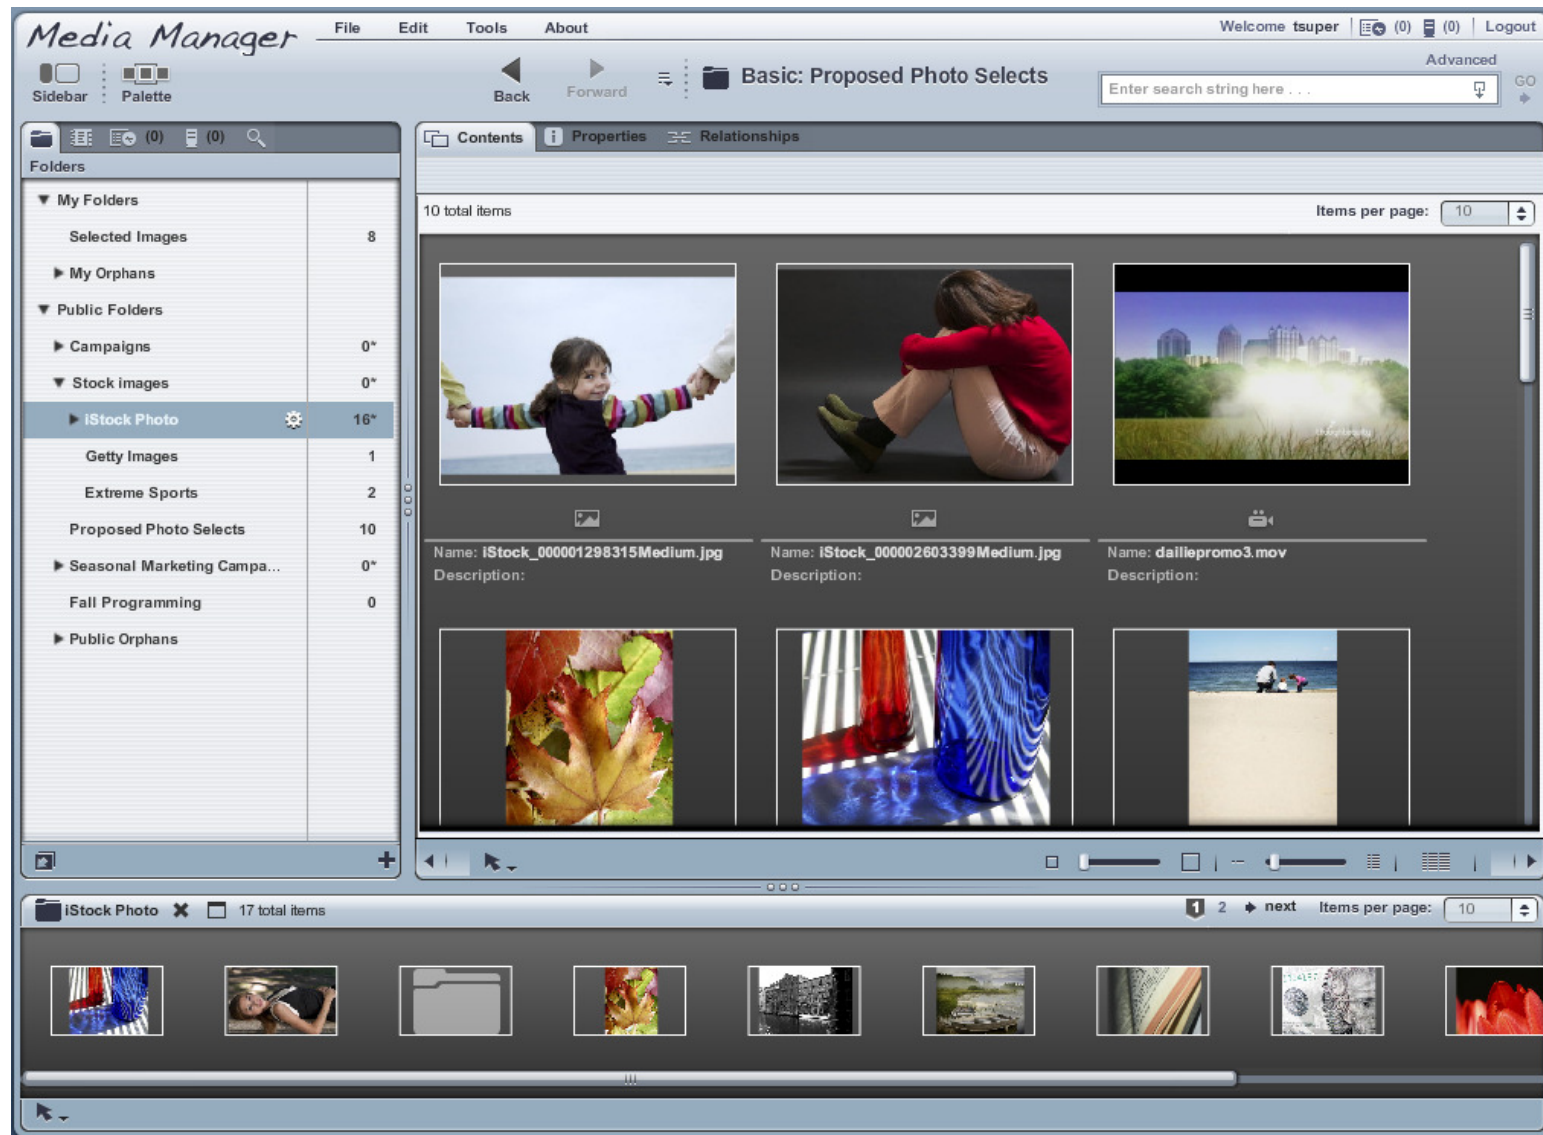 Media Manager
File Edit Tools About
Welcome tsuper (0) (0) Logout
Sidebar Palette
Back Forward
Basic: Proposed Photo Selects
Advanced
Enter search string here . . .
GO
(0) (0)
Folders
My Folders
Selected Images 8
My Orphans
Public Folders
Campaigns 0*
Stock images 0*
iStock Photo 16*
Getty Images 1
Extreme Sports 2
Proposed Photo Selects 10
Seasonal Marketing Campa... 0*
Fall Programming 0
Public Orphans
Contents Properties Relationships
10 total items
Items per page: 10
Name: iStock_000001298315Medium.jpg
Description:
Name: iStock_000002603399Medium.jpg
Description:
Name: dailiepromo3.mov
Description:
iStock Photo 17 total items
1 2 next Items per page: 10